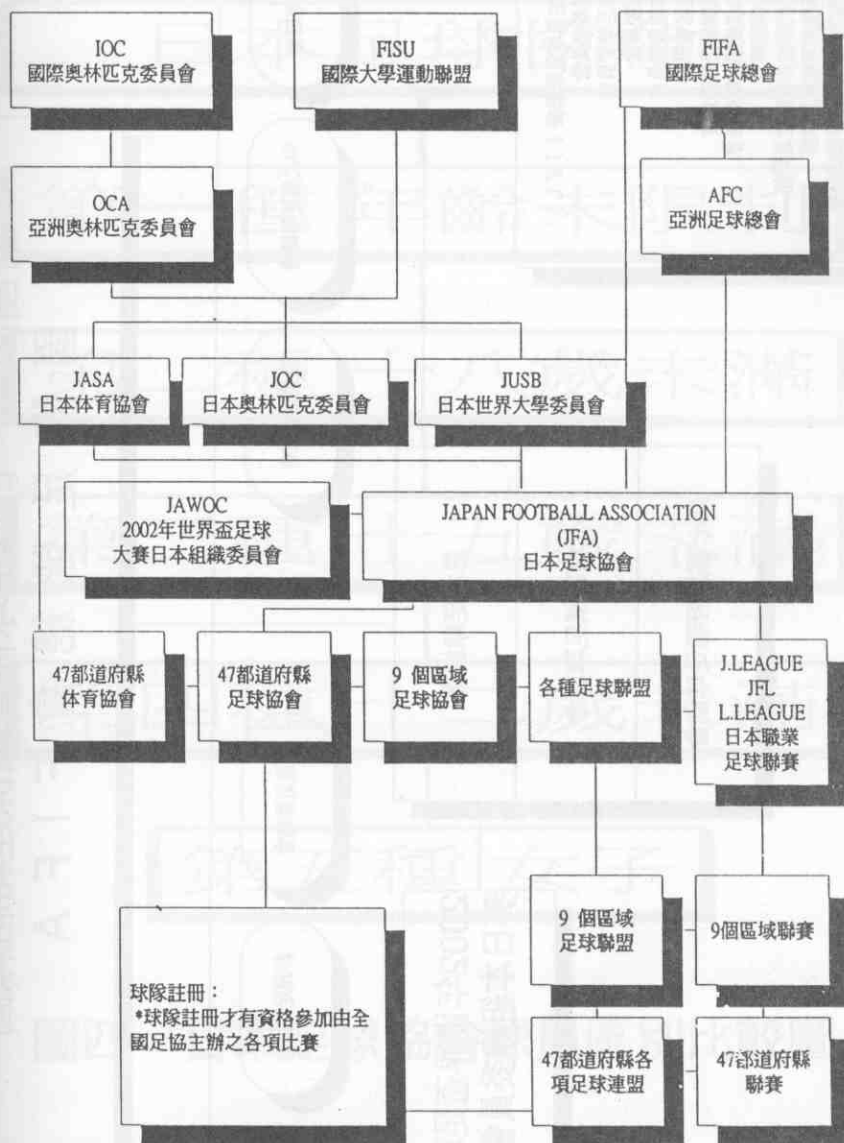 IOC
國際奧林匹克委員會
FISU
國際大學運動聯盟
FIFA
國際足球總會
OCA
亞洲奧林匹克委員會
AFC
亞洲足球總會
JASA
日本体育協會
JOC
日本奧林匹克委員會
JUSB
日本世界大學委員會
JAWOC
2002年世界盃足球
大賽日本組織委員會
JAPAN FOOTBALL ASSOCIATION
(JFA)
日本足球協會
47都道府縣
体育協會
47都道府縣
足球協會
9 個區域
足球協會
各種足球聯盟
J.LEAGUE
JFL
L.LEAGUE
日本職業
足球聯賽
9 個區域
足球聯盟
9個區域聯賽
球隊註冊：
*球隊註冊才有資格參加由全
國足協主辦之各項比賽
47都道府縣各
項足球連盟
47都道府縣
聯賽